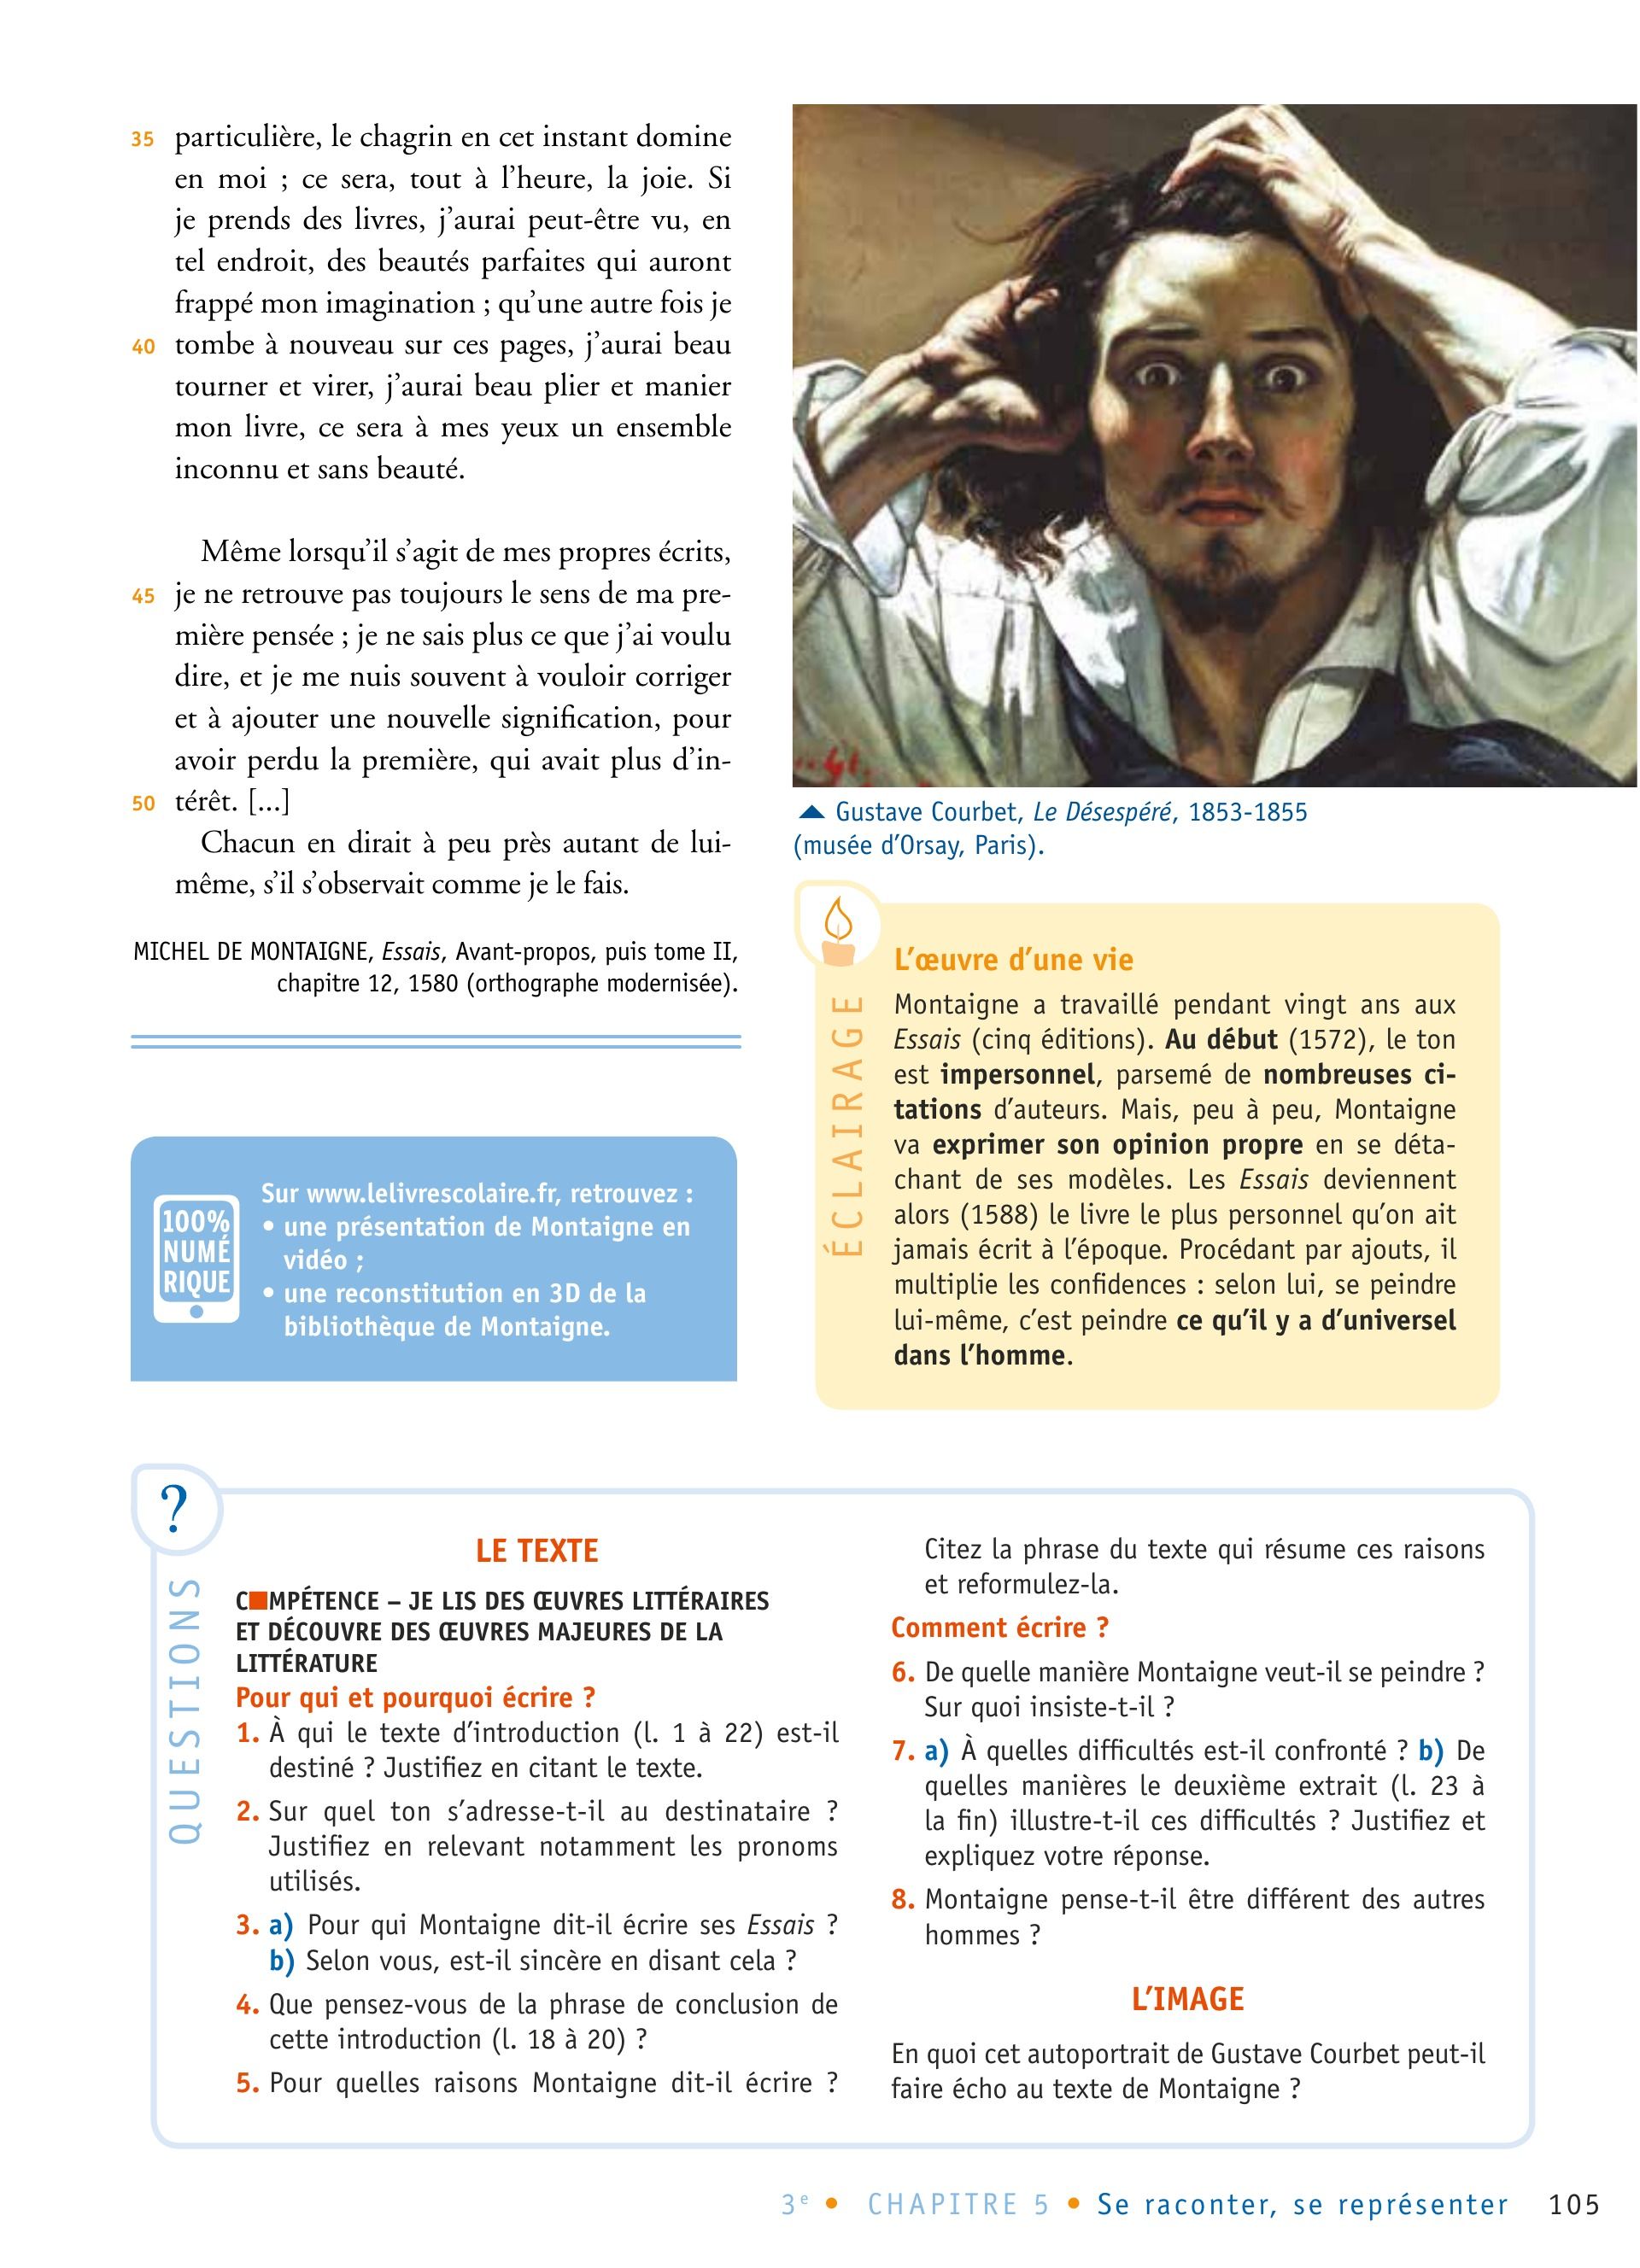 35 particulière, le chagrin en cet instant domine
en moi ; ce sera, tout à l’heure, la joie. Si
je prends des livres, j’aurai peut-être vu, en
tel endroit, des beautés parfaites qui auront
frappé mon imagination ; qu’une autre fois je
40 tombe à nouveau sur ces pages, j’aurai beau
tourner et virer, j’aurai beau plier et manier
mon livre, ce sera à mes yeux un ensemble
inconnu et sans beauté.
Même lorsqu’il s’agit de mes propres écrits,
45 je ne retrouve pas toujours le sens de ma pre-
mière pensée ; je ne sais plus ce que j’ai voulu
dire, et je me nuis souvent à vouloir corriger
et à ajouter une nouvelle signification, pour
avoir perdu la première, qui avait plus d’in-
50 térêt. [...]
Chacun en dirait à peu près autant de lui-
même, s’il s’observait comme je le fais.
MICHEL DE MONTAIGNE, Essais, Avant-propos, puis tome II,
chapitre 12, 1580 (orthographe modernisée).
100%
NUMÉ
RIQUE
Sur www.lelivrescolaire.fr, retrouvez :
• une présentation de Montaigne en
vidéo ;
• une reconstitution en 3D de la
bibliothèque de Montaigne.
Gustave Courbet, Le Désespéré, 1853-1855
(musée d’Orsay, Paris).
ÉCLAIRAGE
L’œuvre d’une vie
Montaigne a travaillé pendant vingt ans aux
Essais (cinq éditions). Au début (1572), le ton
est impersonnel, parsemé de nombreuses ci-
tations d’auteurs. Mais, peu à peu, Montaigne
va exprimer son opinion propre en se déta-
chant de ses modèles. Les Essais deviennent
alors (1588) le livre le plus personnel qu’on ait
jamais écrit à l’époque. Procédant par ajouts, il
multiplie les confidences : selon lui, se peindre
lui-même, c’est peindre ce qu’il y a d’universel
dans l’homme.
?
QUESTIONS
LE TEXTE
C■MPÉTENCE – JE LIS DES ŒUVRES LITTÉRAIRES
ET DÉCOUVRE DES ŒUVRES MAJEURES DE LA
LITTÉRATURE
Pour qui et pourquoi écrire ?
1. À qui le texte d’introduction (l. 1 à 22) est-il
destiné ? Justifiez en citant le texte.
2. Sur quel ton s’adresse-t-il au destinataire ?
Justifiez en relevant notamment les pronoms
utilisés.
3. a) Pour qui Montaigne dit-il écrire ses Essais ?
b) Selon vous, est-il sincère en disant cela ?
4. Que pensez-vous de la phrase de conclusion de
cette introduction (l. 18 à 20) ?
5. Pour quelles raisons Montaigne dit-il écrire ?
Citez la phrase du texte qui résume ces raisons
et reformulez-la.
Comment écrire ?
6. De quelle manière Montaigne veut-il se peindre ?
Sur quoi insiste-t-il ?
7. a) À quelles difficultés est-il confronté ? b) De
quelles manières le deuxième extrait (l. 23 à
la fin) illustre-t-il ces difficultés ? Justifiez et
expliquez votre réponse.
8. Montaigne pense-t-il être différent des autres
hommes ?
L’IMAGE
En quoi cet autoportrait de Gustave Courbet peut-il
faire écho au texte de Montaigne ?
3e • CHAPITRE 5 • Se raconter, se représenter 105